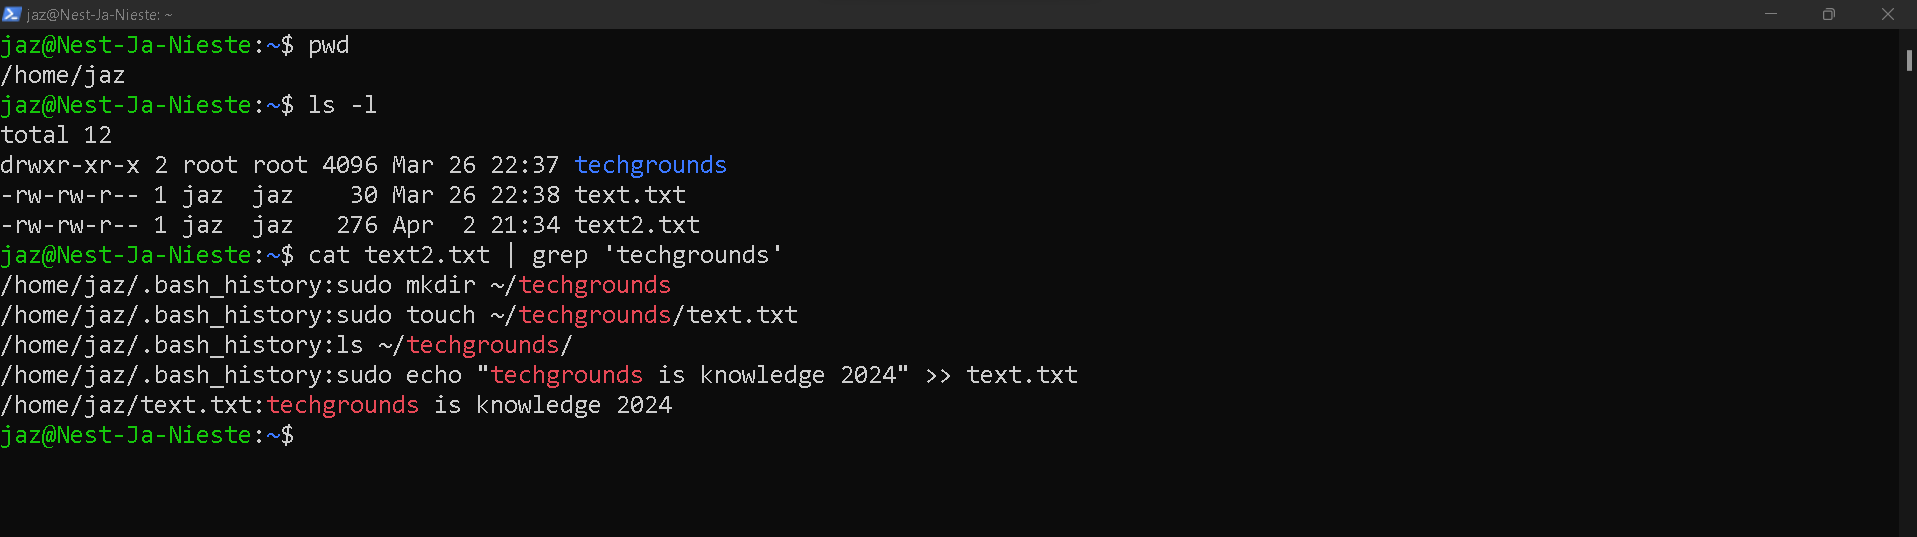 jaz@Nest-Ja-Nieste: ~
jaz@Nest-Ja-Nieste:~$ pwd
/home/jaz
jaz@Nest-Ja-Nieste:~$ ls -l
total 12
drwxr-xr-x 2 root root 4096 Mar 26 22:37 techgrounds
-rw-rw-r-- 1 jaz  jaz    30 Mar 26 22:38 text.txt
-rw-rw-r-- 1 jaz  jaz   276 Apr  2 21:34 text2.txt
jaz@Nest-Ja-Nieste:~$ cat text2.txt | grep 'techgrounds'
/home/jaz/.bash_history:sudo mkdir ~/techgrounds
/home/jaz/.bash_history:sudo touch ~/techgrounds/text.txt
/home/jaz/.bash_history:ls ~/techgrounds/
/home/jaz/.bash_history:sudo echo "techgrounds is knowledge 2024" >> text.txt
/home/jaz/text.txt:techgrounds is knowledge 2024
jaz@Nest-Ja-Nieste:~$